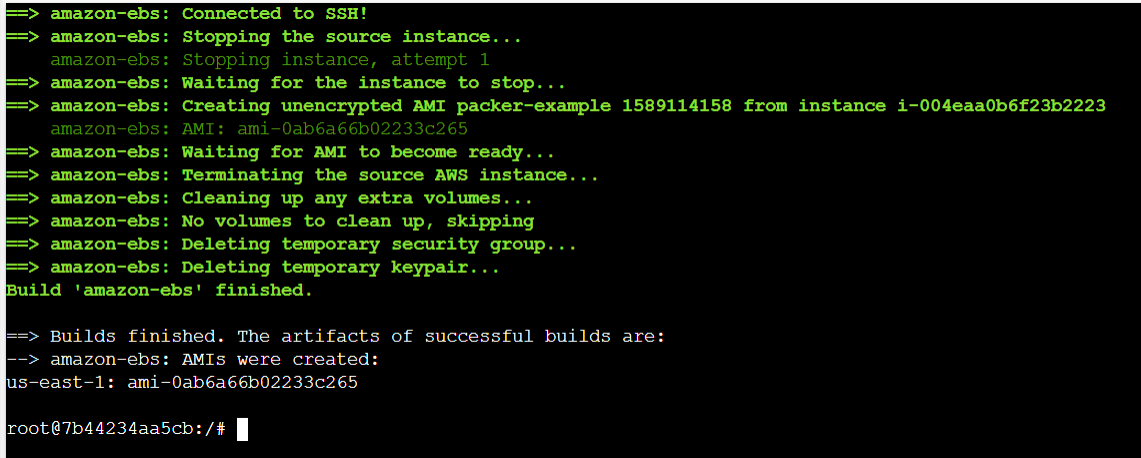 ==> amazon-ebs: Connected to SSH!
==> amazon-ebs: Stopping the source instance...
    amazon-ebs: Stopping instance, attempt 1
==> amazon-ebs: Waiting for the instance to stop...
==> amazon-ebs: Creating unencrypted AMI packer-example 1589114158 from instance i-004eaa0b6f23b2223
    amazon-ebs: AMI: ami-0ab6a66b02233c265
==> amazon-ebs: Waiting for AMI to become ready...
==> amazon-ebs: Terminating the source AWS instance...
==> amazon-ebs: Cleaning up any extra volumes...
==> amazon-ebs: No volumes to clean up, skipping
==> amazon-ebs: Deleting temporary security group...
==> amazon-ebs: Deleting temporary keypair...
Build 'amazon-ebs' finished.

==> Builds finished. The artifacts of successful builds are:
--> amazon-ebs: AMIs were created:
us-east-1: ami-0ab6a66b02233c265

root@7b44234aa5cb:/#